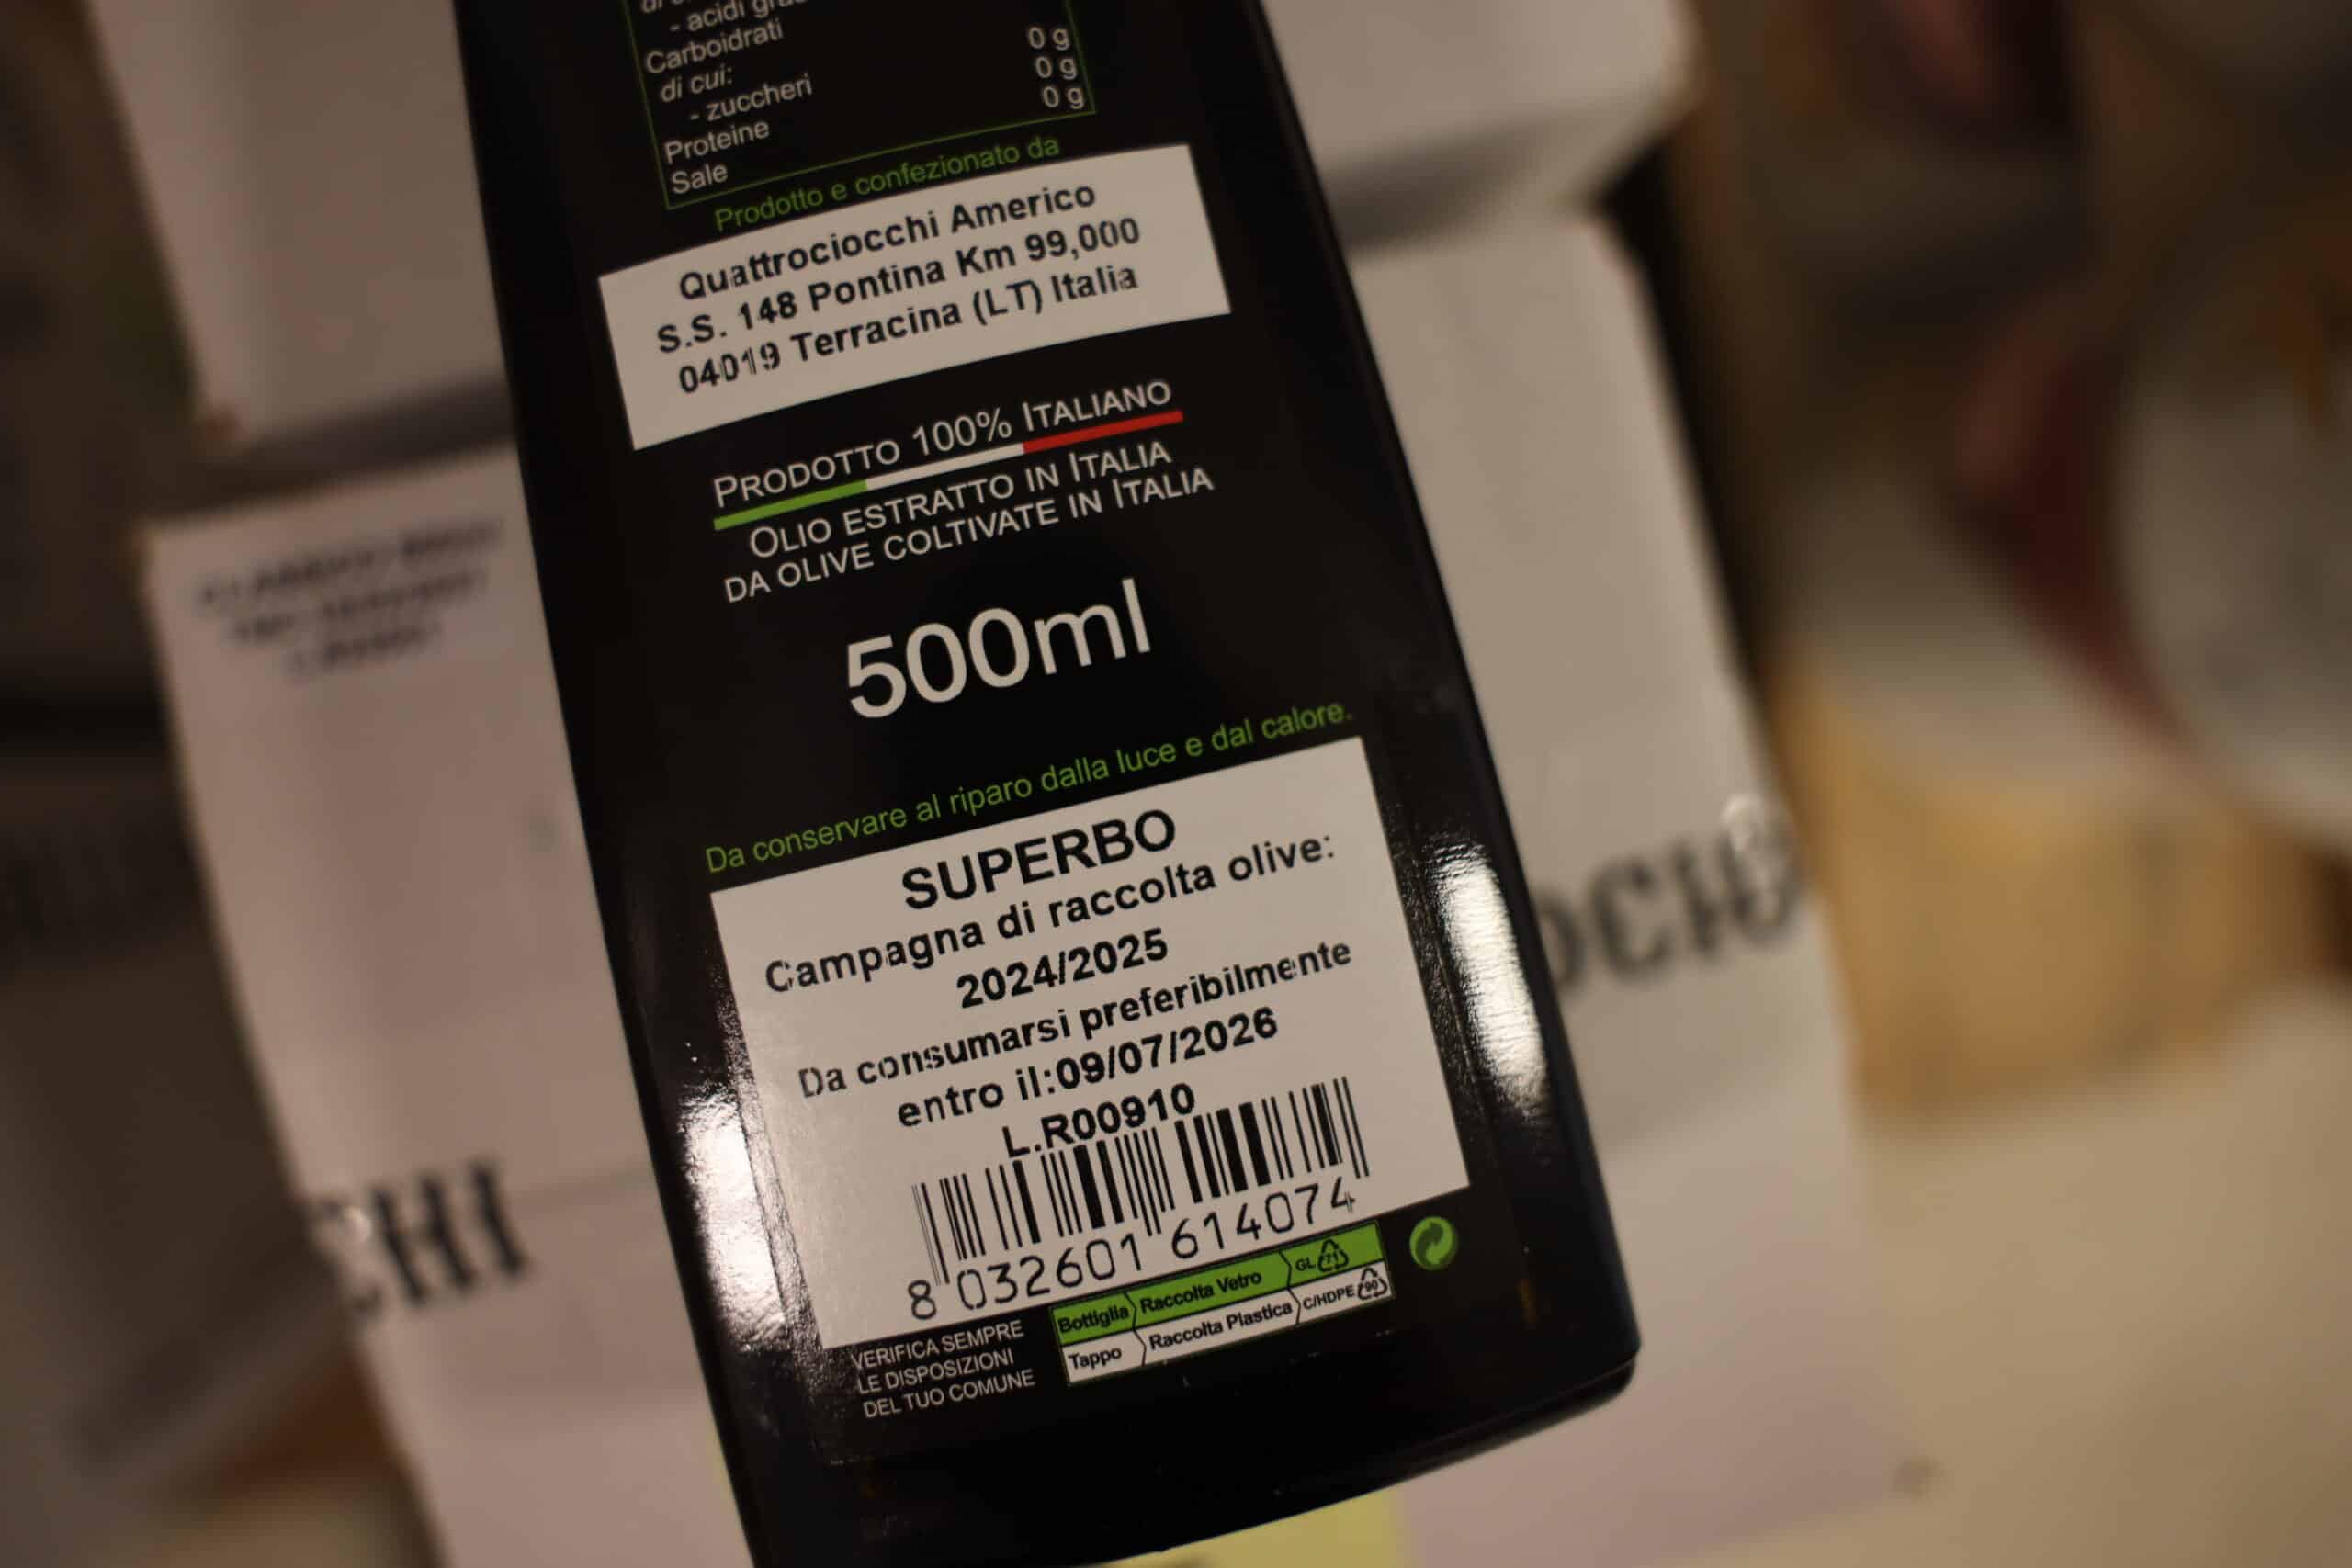 - acidi
Carboidrati 0 g
di cui:
- zuccheri 0 g
Proteine 0 g
Sale
Prodotto e confezionato da
Quattrociocchi Americo
S.S. 148 Pontina Km 99,000
04019 Terracina (LT) Italia
PRODOTTO 100% ITALIANO
OLIO ESTRATTO IN ITALIA
DA OLIVE COLTIVATE IN ITALIA
500ml
Da conservare al riparo dalla luce e dal calore.
SUPERBO
Campagna di raccolta olive:
2024/2025
Da consumarsi preferibilmente
entro il:09/07/2026
L.R00910
8 032601 614074
VERIFICA SEMPRE
LE DISPOSIZIONI
DEL TUO COMUNE
Bottiglia Raccolta Vetro GL 71
Tappo Raccolta Plastica C/HDPE 90
CHI
OCCHI